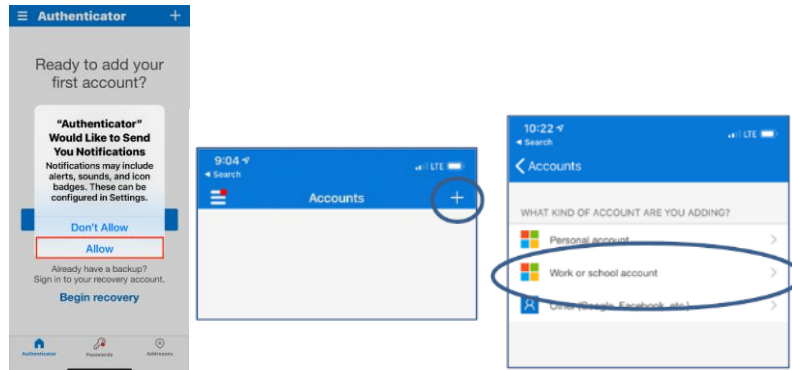 Authenticator
Ready to add your
first account?
"Authenticator"
Would Like to Send
You Notifications
Notifications may include
alerts, sounds, and icon
badges. These can be
configured in Settings.
Don't Allow
Allow
Already have a backup?
Sign in to your recovery account.
Begin recovery
Authenticator Passwords Addresses
9:04
LTE
Search
Accounts
10:22
LTE
Search
Accounts
WHAT KIND OF ACCOUNT ARE YOU ADDING?
Personal account
Work or school account
Other (Google, Facebook, etc.)